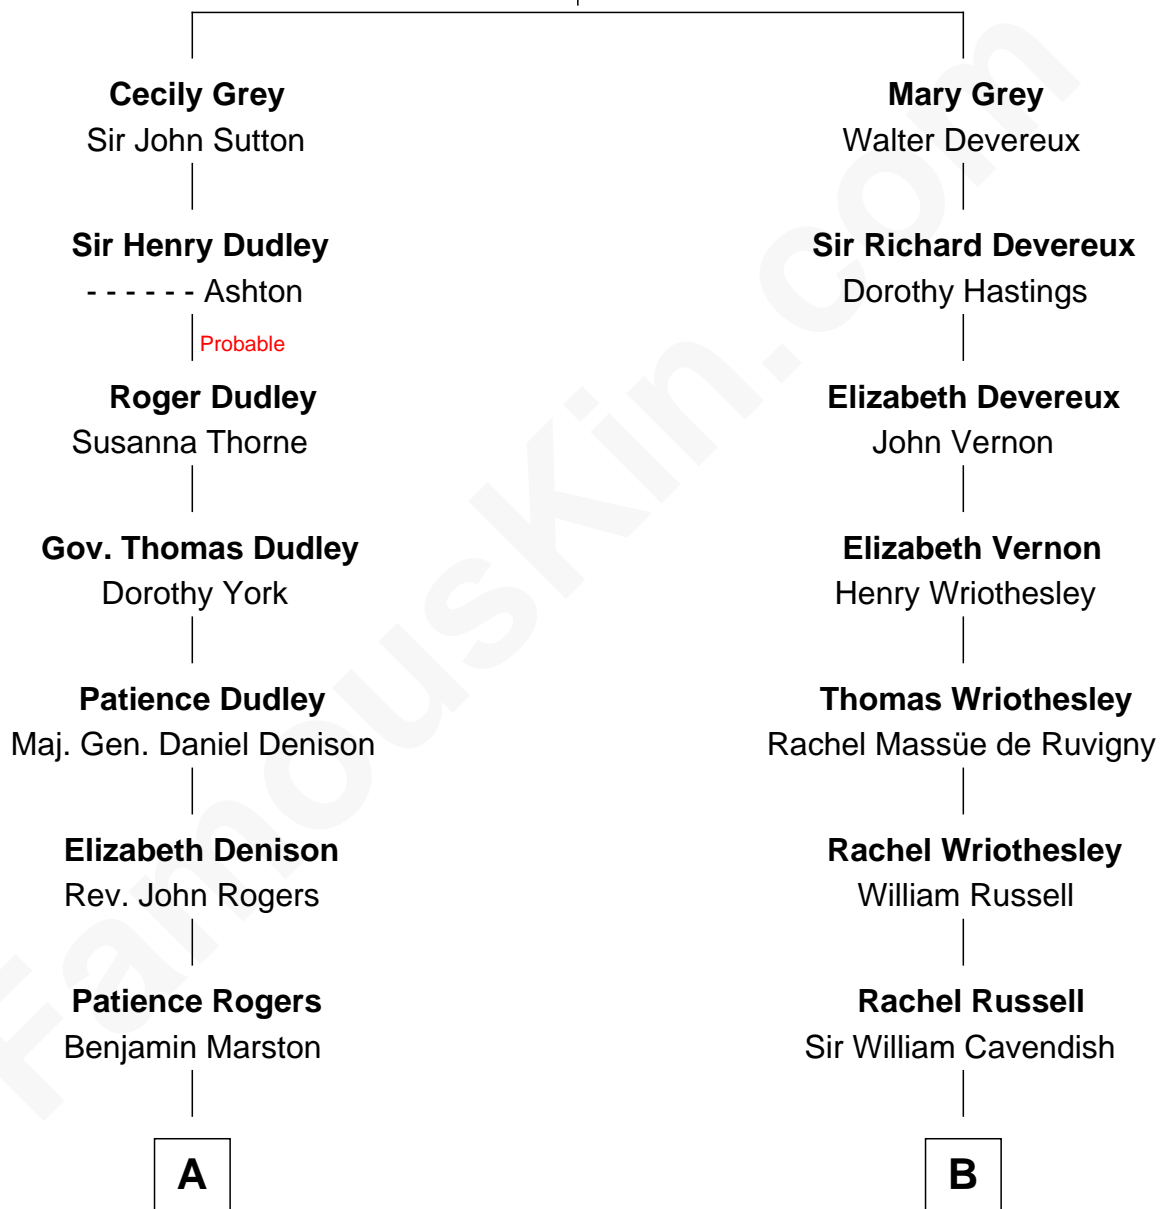 Cecily Grey
Sir John Sutton
Sir Henry Dudley
- - - - - - Ashton
Probable
Roger Dudley
Susanna Thorne
Gov. Thomas Dudley
Dorothy York
Patience Dudley
Maj. Gen. Daniel Denison
Elizabeth Denison
Rev. John Rogers
Patience Rogers
Benjamin Marston
A
Mary Grey
Walter Devereux
Sir Richard Devereux
Dorothy Hastings
Elizabeth Devereux
John Vernon
Elizabeth Vernon
Henry Wriothesley
Thomas Wriothesley
Rachel Massüe de Ruvigny
Rachel Wriothesley
William Russell
Rachel Russell
Sir William Cavendish
B
FamousKin.com